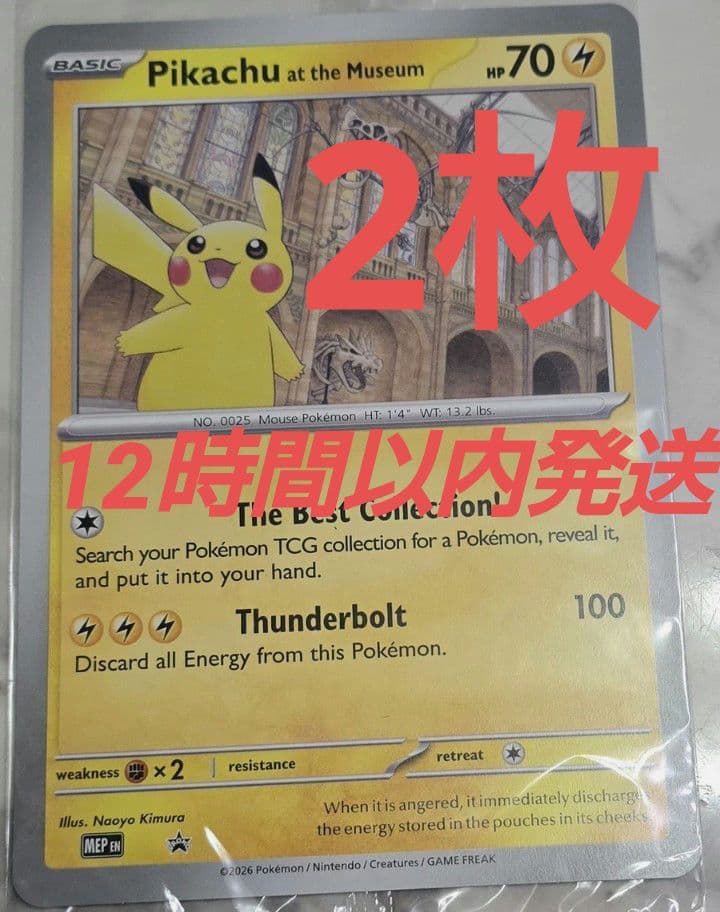 BASIC
Pikachu at the Museum
HP 70
2枚
NO. 0025 Mouse Pokémon HT: 1'4" WT: 13.2 lbs.
12時間以内発送
The Best Collection!
Search your Pokémon TCG collection for a Pokémon, reveal it,
and put it into your hand.
Thunderbolt 100
Discard all Energy from this Pokémon.
weakness ×2 resistance retreat
Illus. Naoyo Kimura
When it is angered, it immediately discharges
the energy stored in the pouches in its cheeks.
MEP EN
©2026 Pokémon / Nintendo / Creatures / GAME FREAK